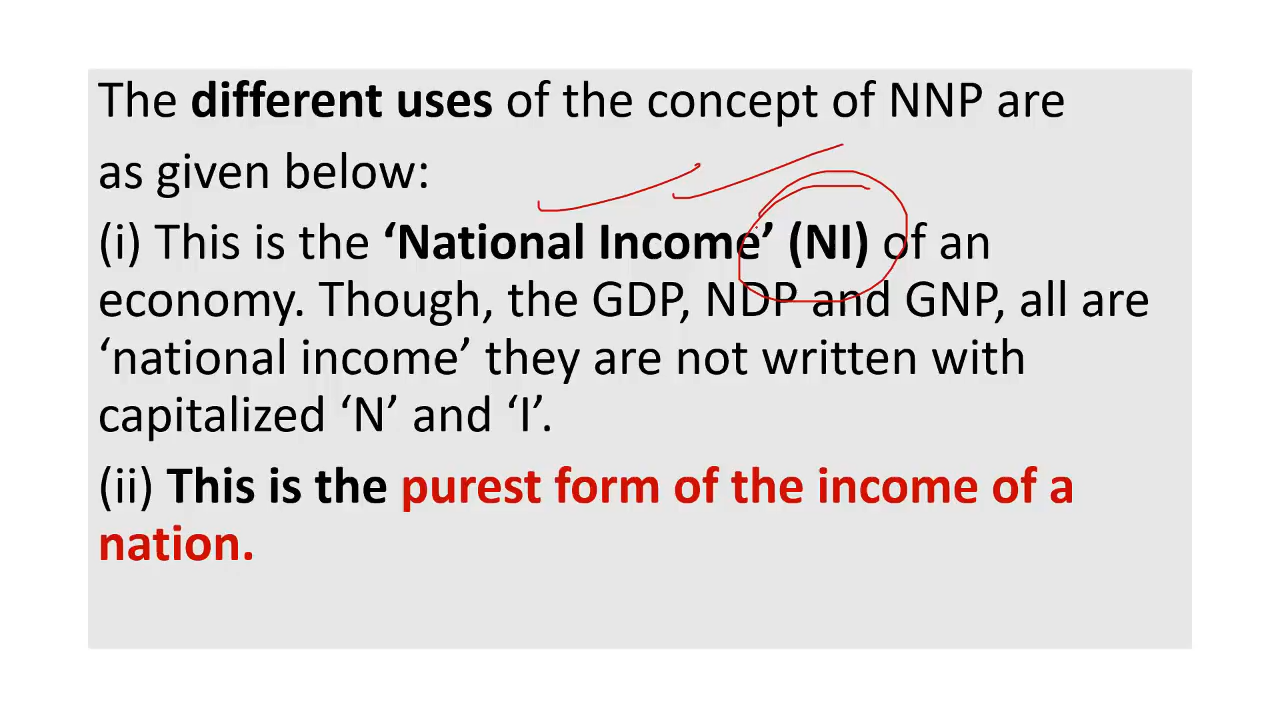 The different uses of the concept of NNP are
as given below:
(i) This is the ‘National Income’ (NI) of an
economy. Though, the GDP, NDP and GNP, all are
‘national income’ they are not written with
capitalized ‘N’ and ‘I’.
(ii) This is the purest form of the income of a
nation.